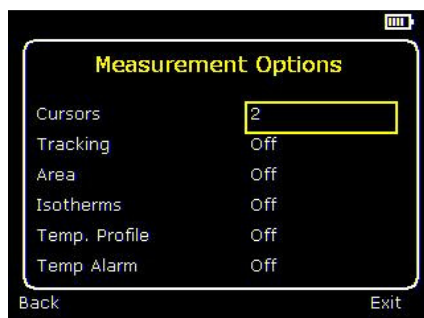 Measurement Options
Cursors 2
Tracking Off
Area Off
Isotherms Off
Temp. Profile Off
Temp Alarm Off
Back Exit